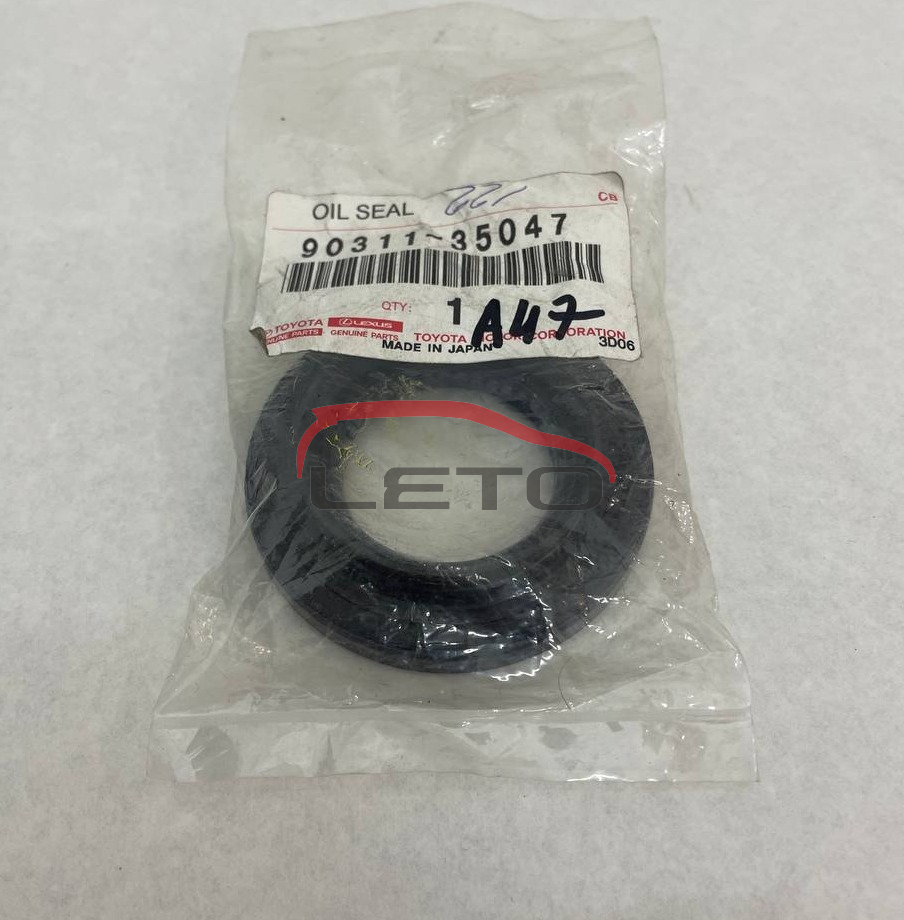 OIL SEAL 221 CB
90311-35047
QTY: 1 A47
TOYOTA LEXUS
GENUINE PARTS GENUINE PARTS TOYOTA MOTOR CORPORATION
MADE IN JAPAN 3D06
LETO